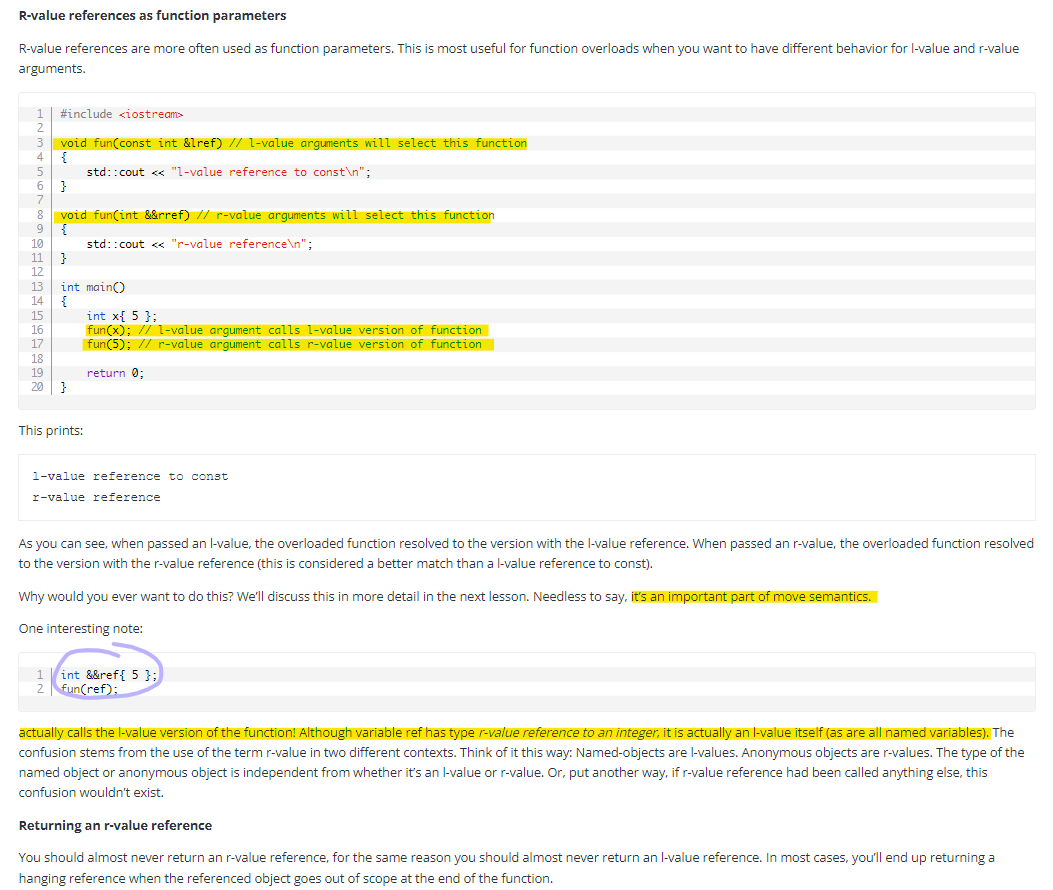 R-value references as function parameters
R-value references are more often used as function parameters. This is most useful for function overloads when you want to have different behavior for l-value and r-value
arguments.
1 #include <iostream>
2
3 void fun(const int &lref) // l-value arguments will select this function
4 {
5 std::cout << "l-value reference to const\n";
6 }
7
8 void fun(int &&rref) // r-value arguments will select this function
9 {
10 std::cout << "r-value reference\n";
11 }
12
13 int main()
14 {
15 int x{ 5 };
16 fun(x); // l-value argument calls l-value version of function
17 fun(5); // r-value argument calls r-value version of function
18
19 return 0;
20 }
This prints:
l-value reference to const
r-value reference
As you can see, when passed an l-value, the overloaded function resolved to the version with the l-value reference. When passed an r-value, the overloaded function resolved
to the version with the r-value reference (this is considered a better match than a l-value reference to const).
Why would you ever want to do this? We'll discuss this in more detail in the next lesson. Needless to say, it's an important part of move semantics.
One interesting note:
1 int &&ref{ 5 };
2 fun(ref);
actually calls the l-value version of the function! Although variable ref has type r-value reference to an integer, it is actually an l-value itself (as are all named variables). The
confusion stems from the use of the term r-value in two different contexts. Think of it this way: Named-objects are l-values. Anonymous objects are r-values. The type of the
named object or anonymous object is independent from whether it's an l-value or r-value. Or, put another way, if r-value reference had been called anything else, this
confusion wouldn't exist.
Returning an r-value reference
You should almost never return an r-value reference, for the same reason you should almost never return an l-value reference. In most cases, you'll end up returning a
hanging reference when the referenced object goes out of scope at the end of the function.